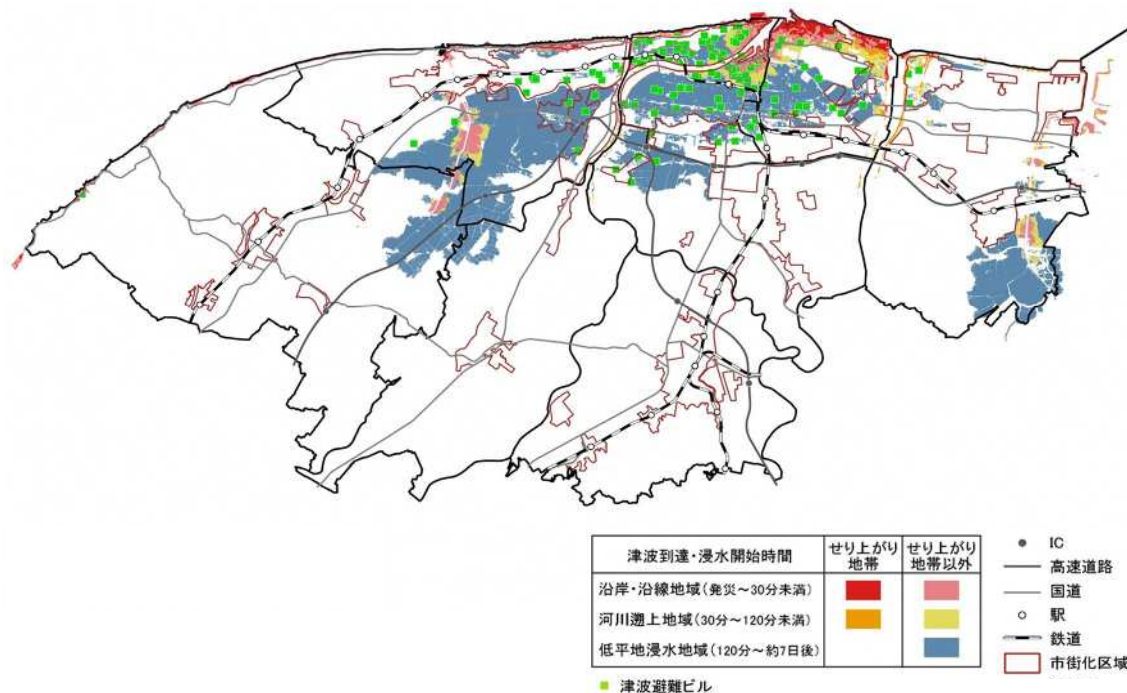 津波到達・浸水開始時間
せり上がり
地帯
せり上がり
地帯以外
沿岸・沿線地域(発災～30分未満)
河川遡上地域(30分～120分未満)
低平地浸水地域(120分～約7日後)
津波避難ビル
IC
高速道路
国道
駅
鉄道
市街化区域